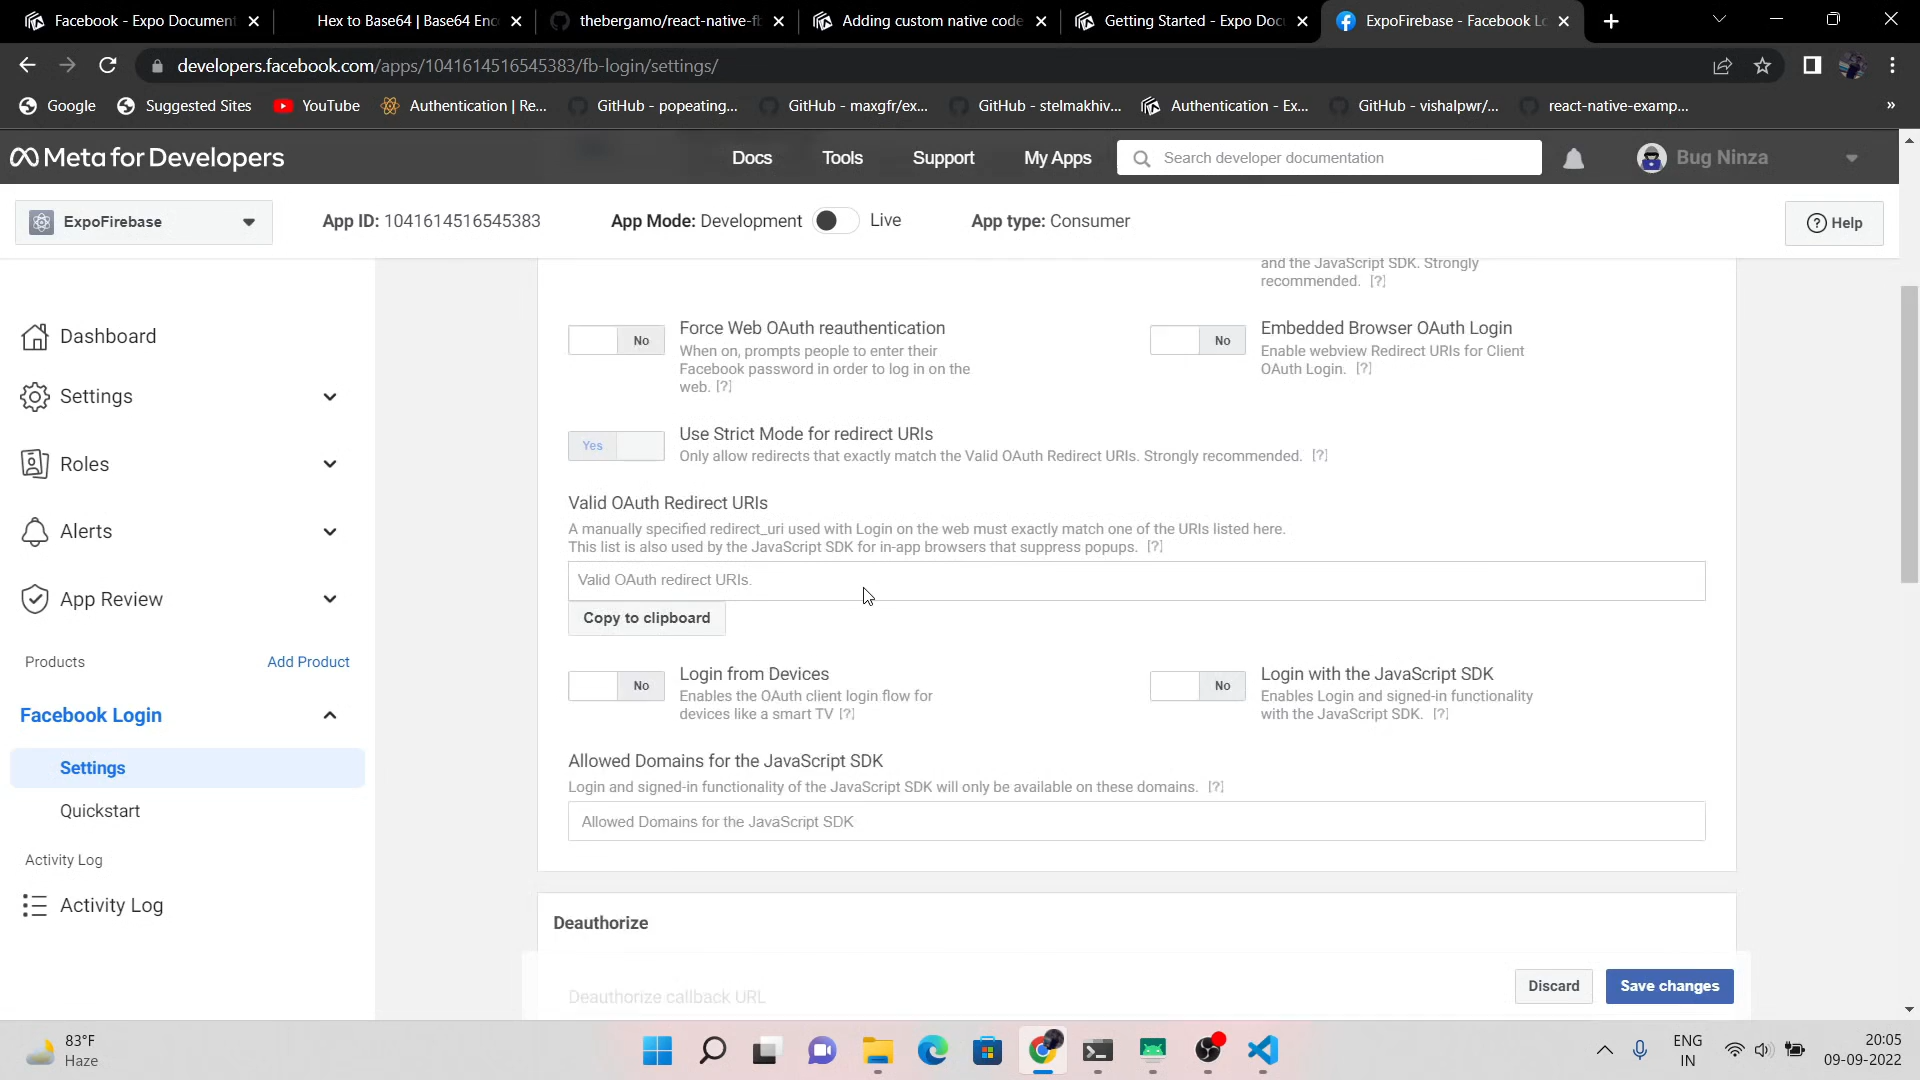 Facebook - Expo Document
Hex to Base64 | Base64 Enc
thebergamo/react-native-fb
Adding custom native code
Getting Started - Expo Doc
ExpoFirebase - Facebook Lo
developers.facebook.com/apps/1041614516545383/fb-login/settings/
Google
Suggested Sites
YouTube
Authentication | Re...
GitHub - popeating...
GitHub - maxgfr/ex...
GitHub - stelmakhiv...
Authentication - Ex...
GitHub - vishalpwr/...
react-native-examp...
»
Meta for Developers
Docs
Tools
Support
My Apps
Search developer documentation
Bug Ninza
ExpoFirebase
App ID: 1041614516545383
App Mode: Development
Live
App type: Consumer
? Help
Dashboard
Settings
Roles
Alerts
App Review
Products
Add Product
Facebook Login
Settings
Quickstart
Activity Log
Activity Log
and the JavaScript SDK. Strongly
recommended. [?]
No
Force Web OAuth reauthentication
When on, prompts people to enter their
Facebook password in order to log in on the
web. [?]
No
Embedded Browser OAuth Login
Enable webview Redirect URIs for Client
OAuth Login. [?]
Yes
Use Strict Mode for redirect URIs
Only allow redirects that exactly match the Valid OAuth Redirect URIs. Strongly recommended. [?]
Valid OAuth Redirect URIs
A manually specified redirect_uri used with Login on the web must exactly match one of the URIs listed here.
This list is also used by the JavaScript SDK for in-app browsers that suppress popups. [?]
Valid OAuth redirect URIs.
Copy to clipboard
No
Login from Devices
Enables the OAuth client login flow for
devices like a smart TV [?]
No
Login with the JavaScript SDK
Enables Login and signed-in functionality
with the JavaScript SDK. [?]
Allowed Domains for the JavaScript SDK
Login and signed-in functionality of the JavaScript SDK will only be available on these domains. [?]
Allowed Domains for the JavaScript SDK
Deauthorize
Deauthorize callback URL
Discard
Save changes
83°F
Haze
ENG
IN
20:05
09-09-2022